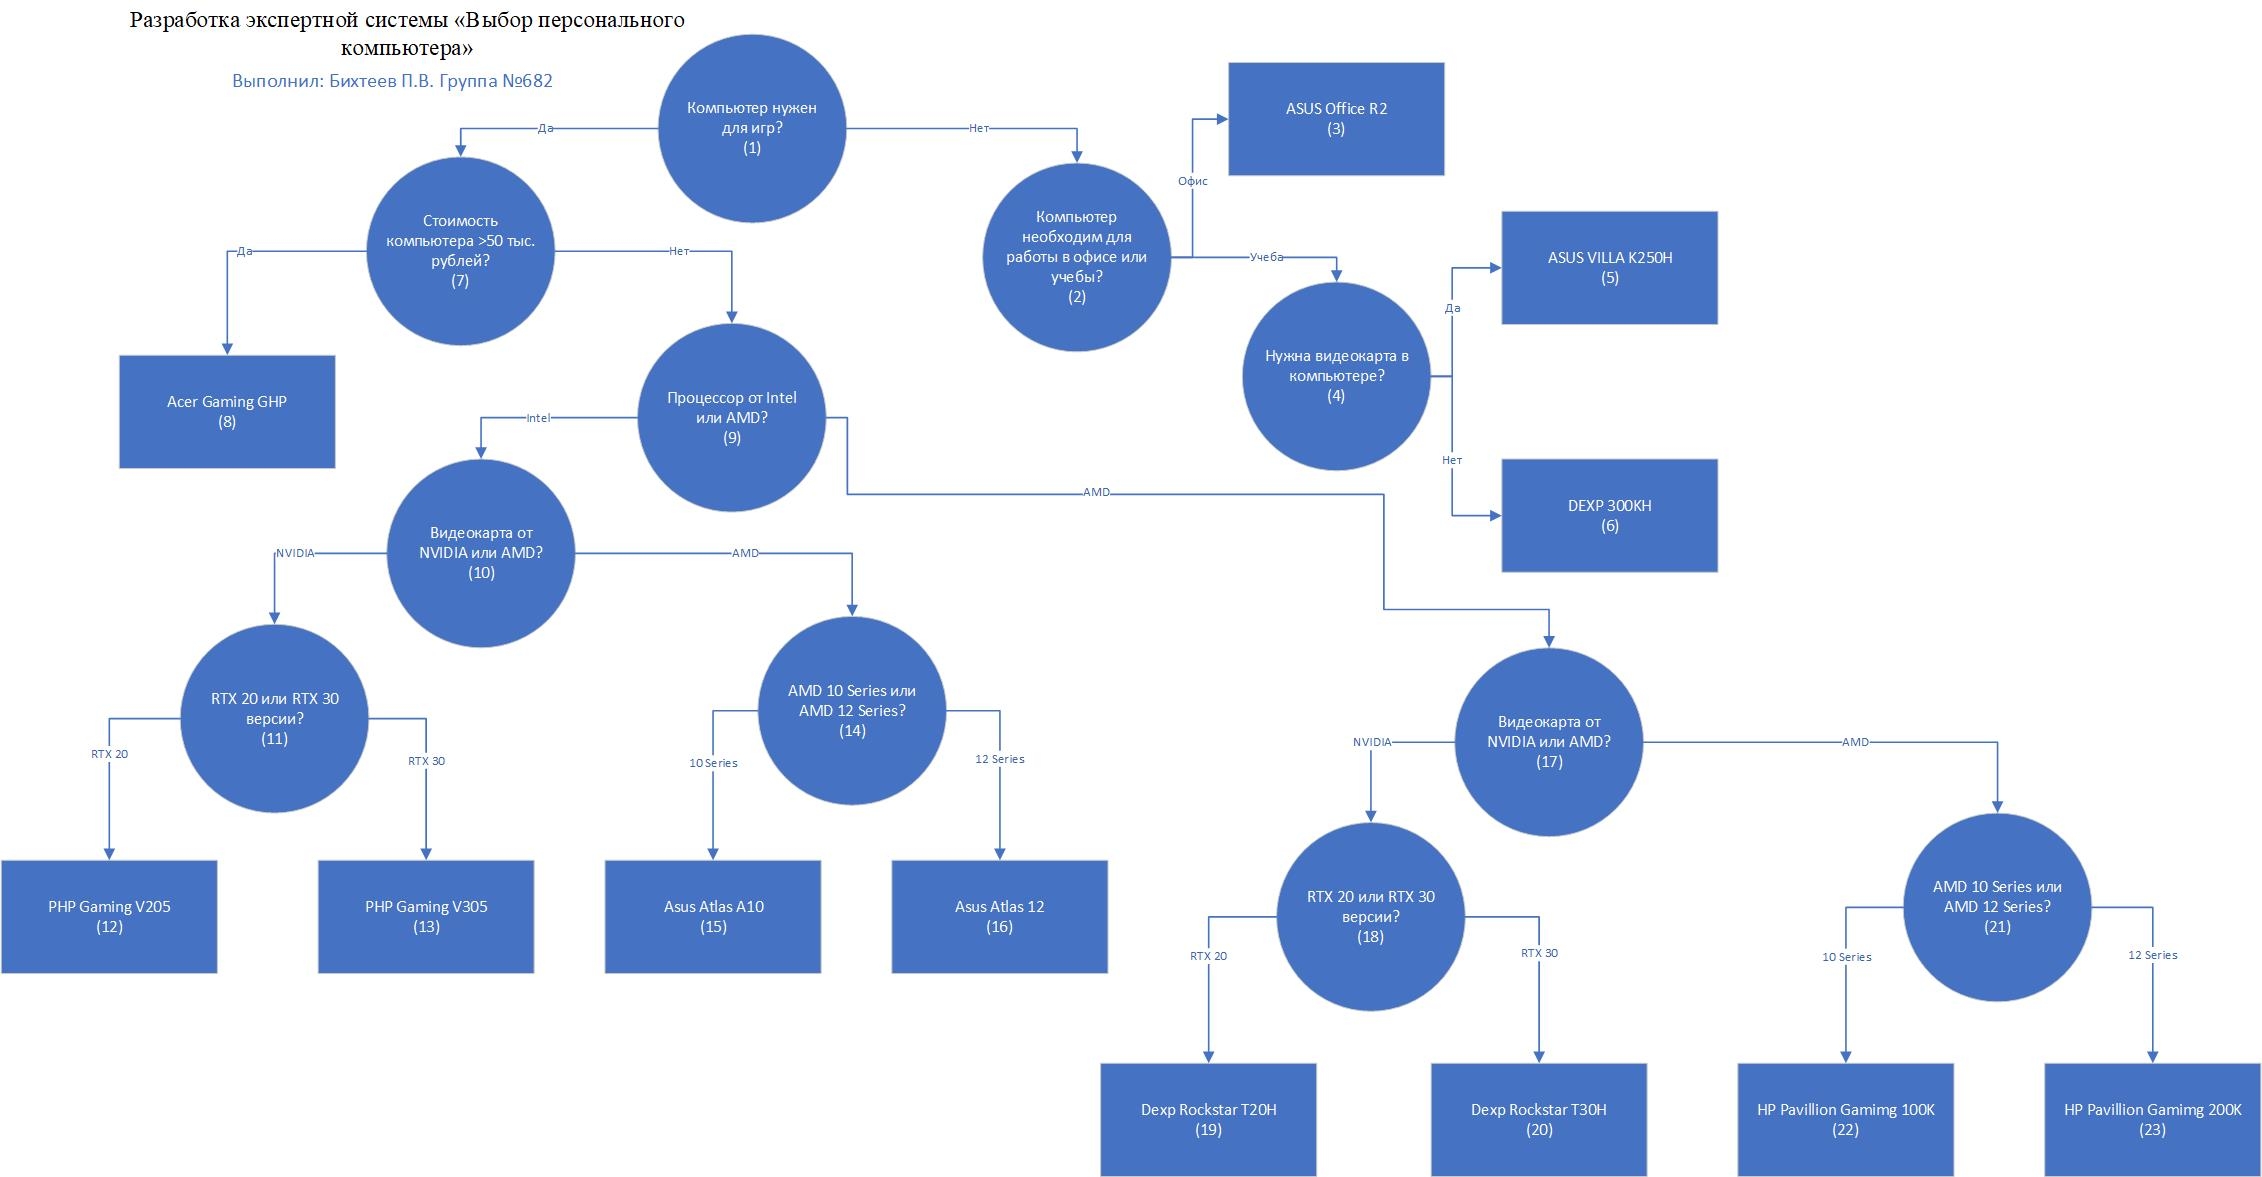 Разработка экспертной системы «Выбор персонального
компьютера»
Выполнил: Бихтеев П.В. Группа №682
Компьютер нужен
для игр?
(1)
Да
Нет
ASUS Office R2
(3)
Офис
Стоимость
компьютера >50 тыс.
рублей?
(7)
Да
Нет
Компьютер
необходим для
работы в офисе или
учебы?
(2)
Учеба
ASUS VILLA K250H
(5)
Да
Нужна видеокарта в
компьютере?
(4)
Нет
DEXP 300KH
(6)
Acer Gaming GHP
(8)
Процессор от Intel
или AMD?
(9)
Intel
AMD
Видеокарта от
NVIDIA или AMD?
(10)
NVIDIA
AMD
RTX 20 или RTX 30
версии?
(11)
RTX 20
RTX 30
AMD 10 Series или
AMD 12 Series?
(14)
10 Series
12 Series
Видеокарта от
NVIDIA или AMD?
(17)
NVIDIA
AMD
PHP Gaming V205
(12)
PHP Gaming V305
(13)
Asus Atlas A10
(15)
Asus Atlas 12
(16)
RTX 20 или RTX 30
версии?
(18)
RTX 20
RTX 30
AMD 10 Series или
AMD 12 Series?
(21)
10 Series
12 Series
Dexp Rockstar T20H
(19)
Dexp Rockstar T30H
(20)
HP Pavillion Gamimg 100K
(22)
HP Pavillion Gamimg 200K
(23)